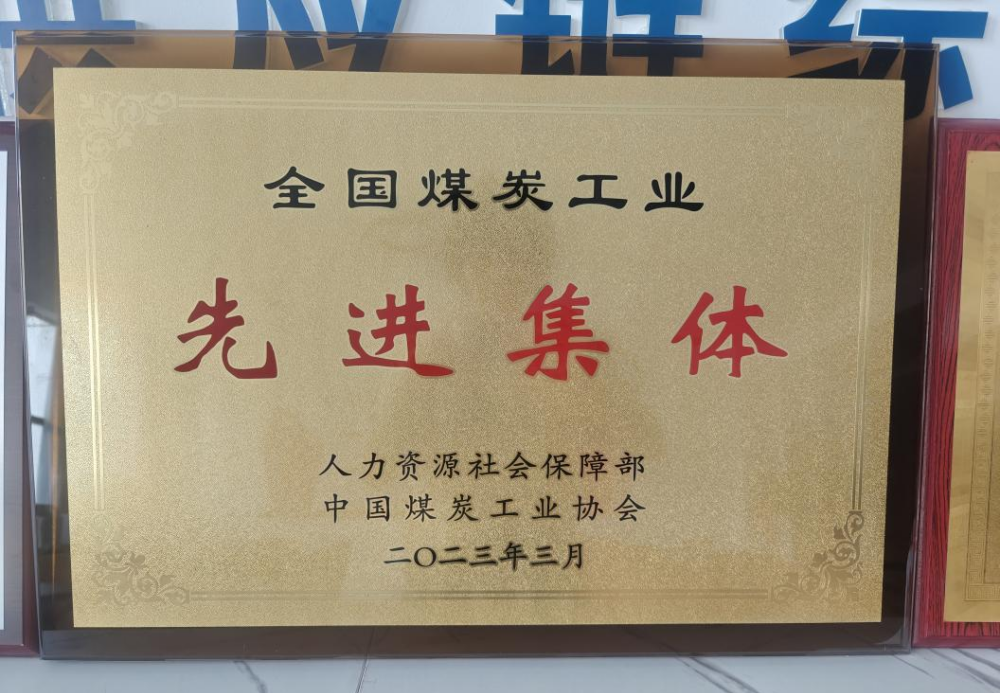 全国煤炭工业
先进集体
人力资源社会保障部
中国煤炭工业协会
二〇二三年三月